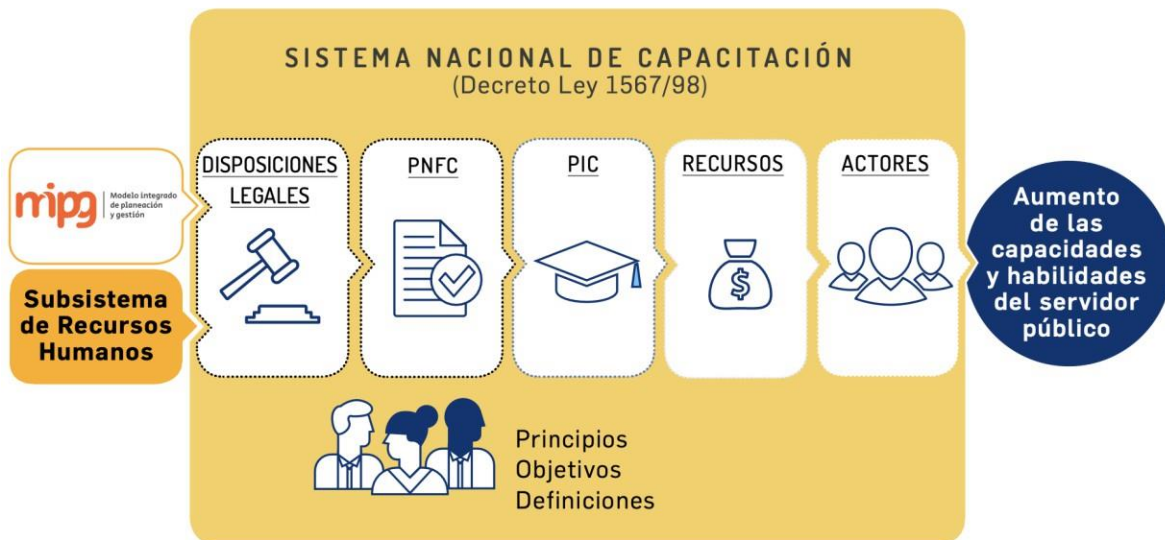 SISTEMA NACIONAL DE CAPACITACIÓN
(Decreto Ley 1567/98)
mipg
Modelo integrado
de planeación
y gestión
Subsistema
de Recursos
Humanos
DISPOSICIONES
LEGALES
PNFC
PIC
RECURSOS
$
ACTORES
Aumento
de las
capacidades
y habilidades
del servidor
público
Principios
Objetivos
Definiciones